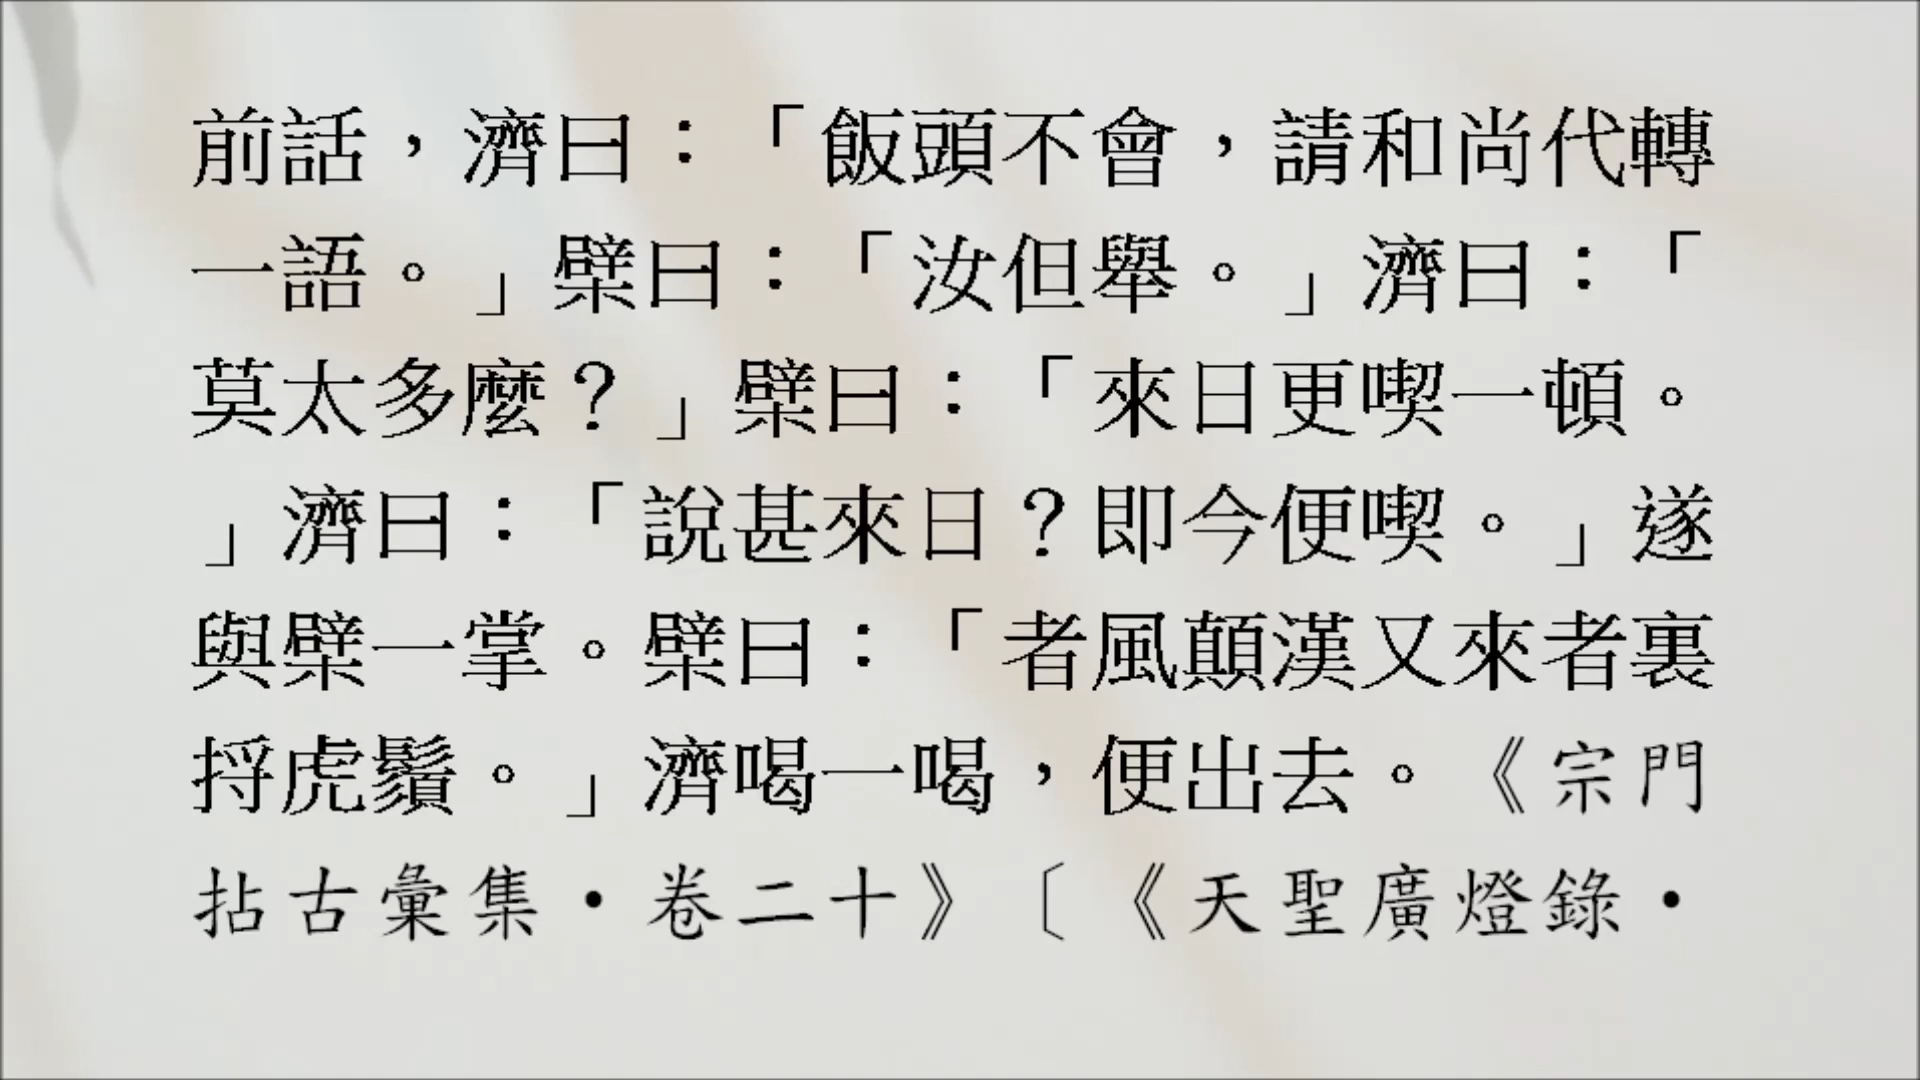 前話，濟曰：「飯頭不會，請和尚代轉
一語。」檗曰：「汝但舉。」濟曰：「
莫太多麼？」檗曰：「來日更喫一頓。
」濟曰：「說甚來日？即今便喫。」遂
與檗一掌。檗曰：「者風顛漢又來者裏
捋虎鬚。」濟喝一喝，便出去。《宗門
拈古彙集·卷二十》〔《天聖廣燈錄·